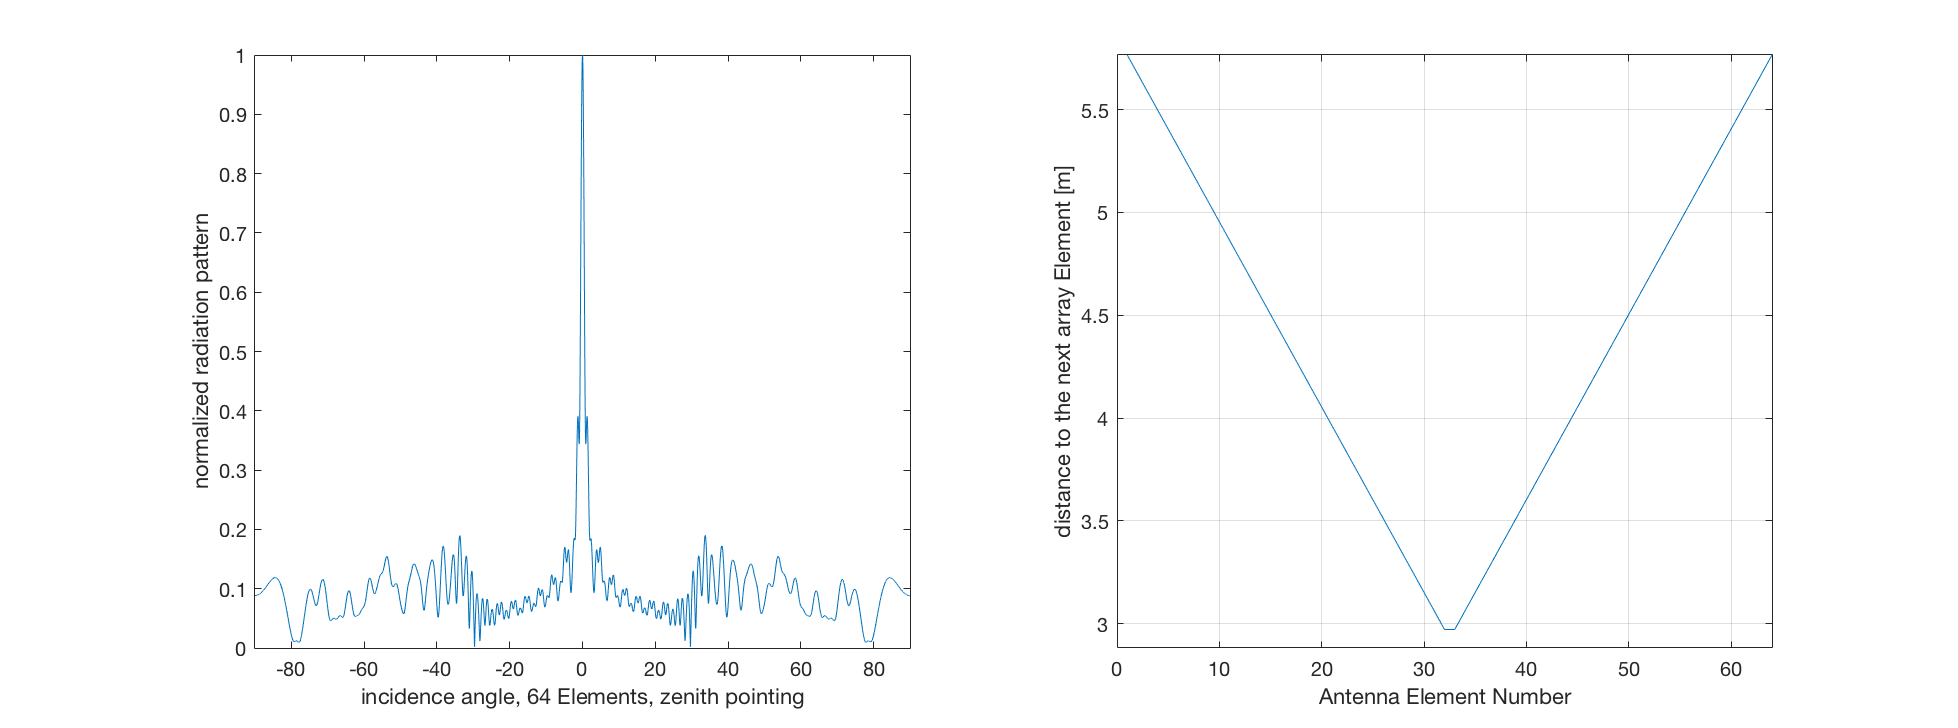 1
0.9
0.8
0.7
0.6
0.5
0.4
0.3
0.2
0.1
0
normalized radiation pattern
-80 -60 -40 -20 0 20 40 60 80
incidence angle, 64 Elements, zenith pointing
5.5
5
4.5
4
3.5
3
distance to the next array Element [m]
0 10 20 30 40 50 60
Antenna Element Number